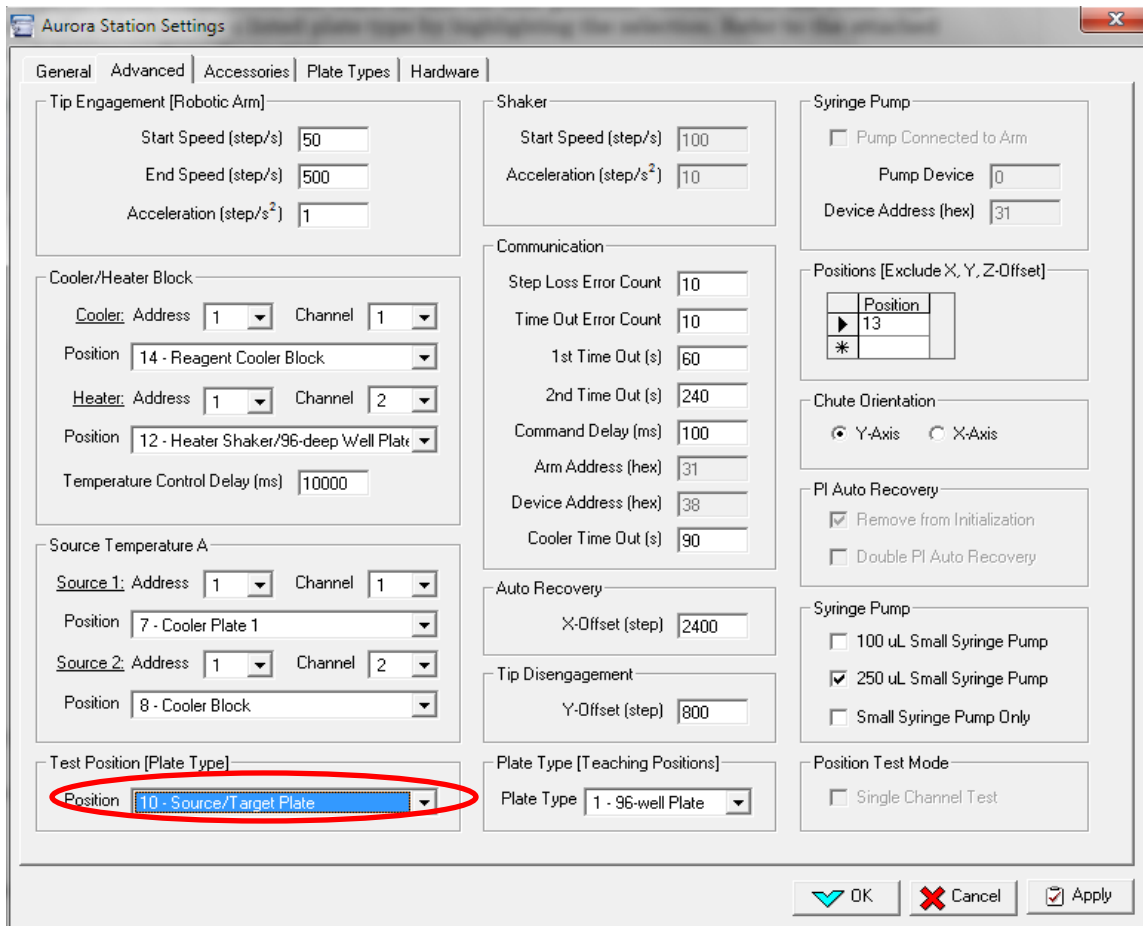 a listed plate type by highlighting the selection. Refer to the attached
Aurora Station Settings
General Advanced Accessories Plate Types Hardware
Tip Engagement [Robotic Arm]
Start Speed (step/s) 50
End Speed (step/s) 500
Acceleration (step/s²) 1
Cooler/Heater Block
Cooler: Address 1 Channel 1
Position 14 - Reagent Cooler Block
Heater: Address 1 Channel 2
Position 12 - Heater Shaker/96-deep Well Plate
Temperature Control Delay (ms) 10000
Source Temperature A
Source 1: Address 1 Channel 1
Position 7 - Cooler Plate 1
Source 2: Address 1 Channel 2
Position 8 - Cooler Block
Test Position [Plate Type]
Position 10 - Source/Target Plate
Shaker
Start Speed (step/s) 100
Acceleration (step/s²) 10
Communication
Step Loss Error Count 10
Time Out Error Count 10
1st Time Out (s) 60
2nd Time Out (s) 240
Command Delay (ms) 100
Arm Address (hex) 31
Device Address (hex) 38
Cooler Time Out (s) 90
Auto Recovery
X-Offset (step) 2400
Tip Disengagement
Y-Offset (step) 800
Plate Type [Teaching Positions]
Plate Type 1 - 96-well Plate
Syringe Pump
Pump Connected to Arm
Pump Device 0
Device Address (hex) 31
Positions [Exclude X, Y, Z-Offset]
Position
13
Chute Orientation
Y-Axis X-Axis
PI Auto Recovery
Remove from Initialization
Double PI Auto Recovery
Syringe Pump
100 uL Small Syringe Pump
250 uL Small Syringe Pump
Small Syringe Pump Only
Position Test Mode
Single Channel Test
OK Cancel Apply